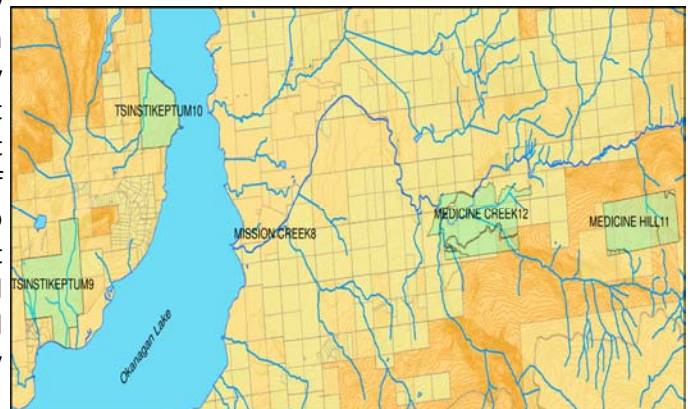 TSINSTIKEPTUM10
MISSION CREEK8
MEDICINE CREEK12
MEDICINE HILL11
TSINSTIKEPTUM9
Okanagan Lake